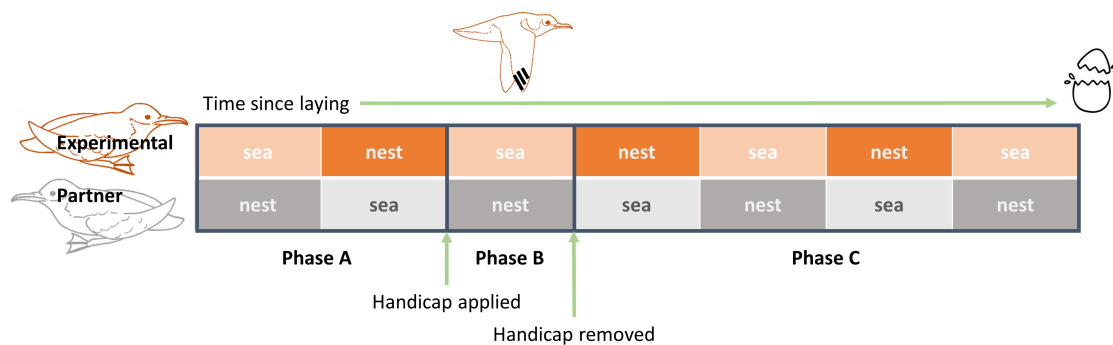 Time since laying
Experimental
sea nest sea nest sea nest sea
Partner
nest sea nest sea nest sea nest
Phase A Phase B Phase C
Handicap applied
Handicap removed